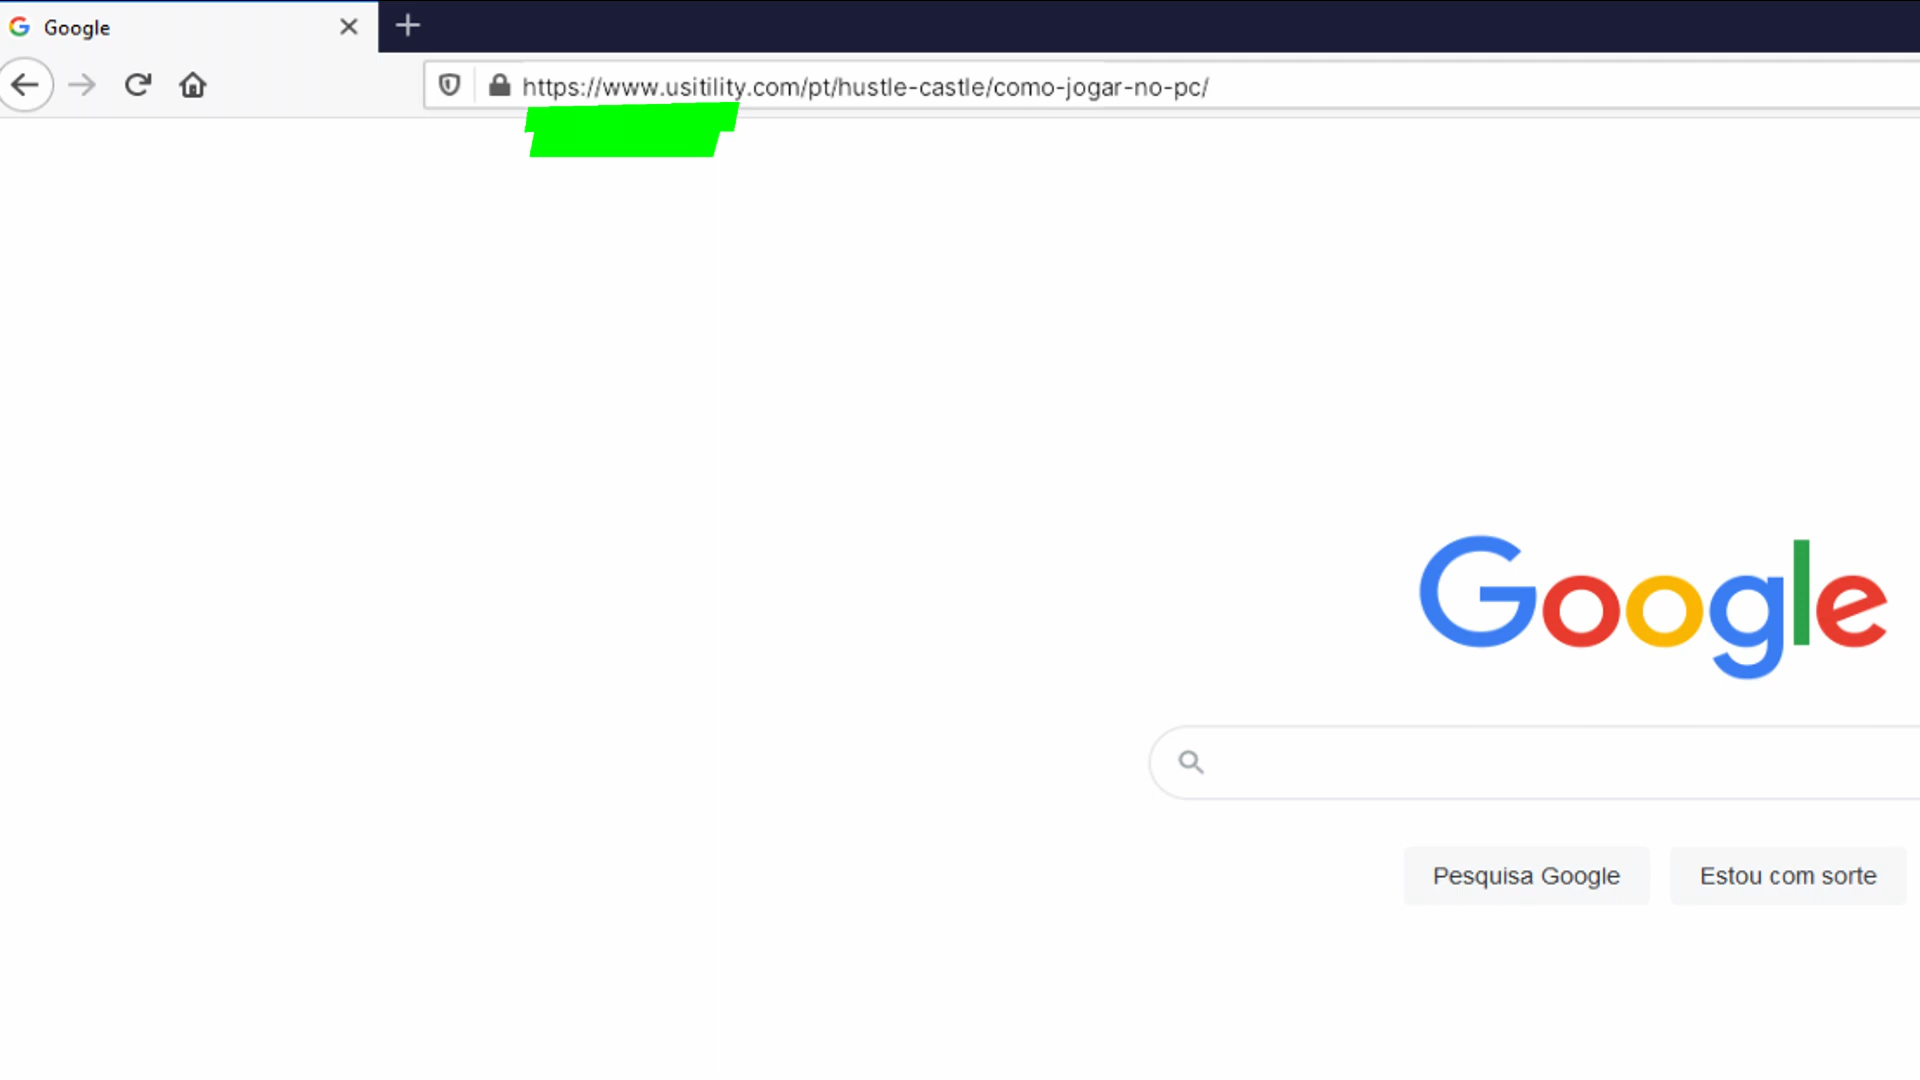 Google
https://www.usitility.com/pt/hustle-castle/como-jogar-no-pc/
Google
Pesquisa Google
Estou com sorte